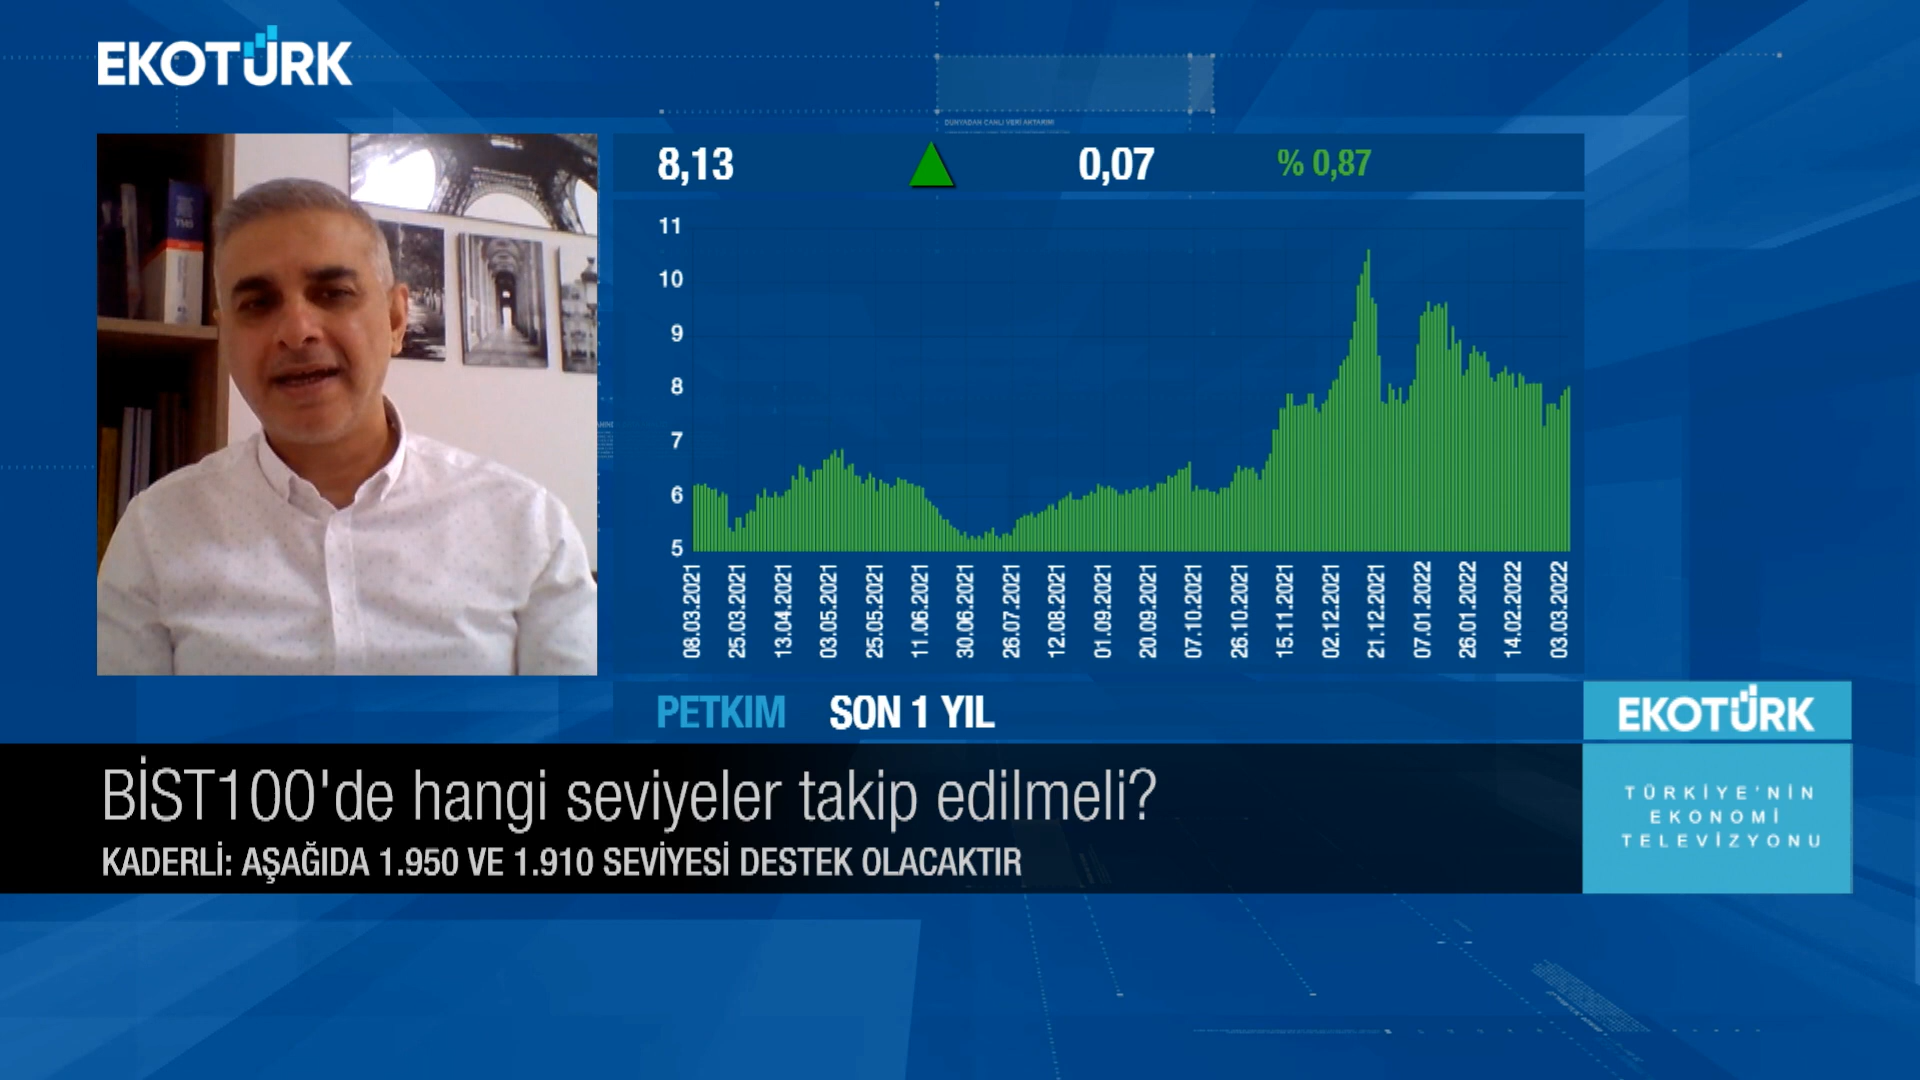 EKOTÜRK
DÜNYADAN CANLI VERİ AKTARIMI
8,13 0,07 % 0,87
11
10
9
8
7
6
5
08.03.2021 25.03.2021 13.04.2021 03.05.2021 25.05.2021 11.06.2021 30.06.2021 26.07.2021 12.08.2021 01.09.2021 20.09.2021 07.10.2021 26.10.2021 15.11.2021 02.12.2021 21.12.2021 07.01.2022 26.01.2022 14.02.2022 03.03.2022
PETKIM SON 1 YIL
EKOTÜRK
BİST100'de hangi seviyeler takip edilmeli?
KADERLİ: AŞAĞIDA 1.950 VE 1.910 SEVİYESİ DESTEK OLACAKTIR
TÜRKİYE'NİN
EKONOMİ
TELEVİZYONU